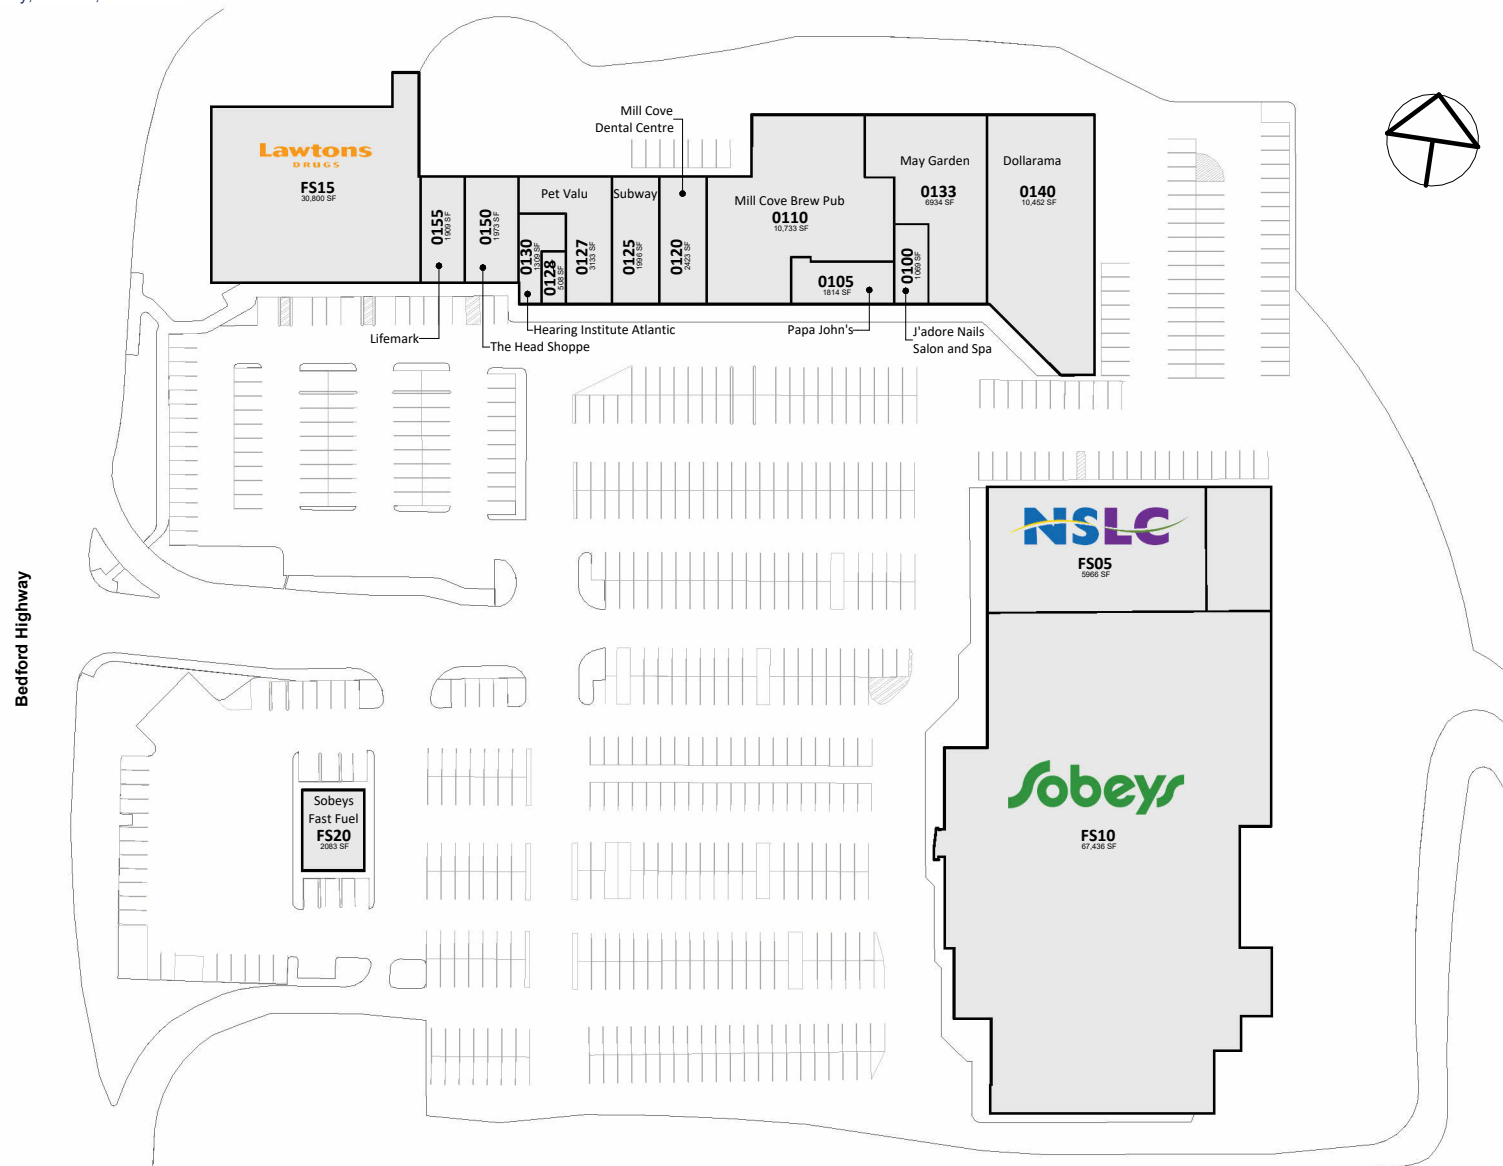 Mill Cove
Dental Centre
Lawtons
DRUGS
FS15
30,800 SF
0155
1909 SF
0150
1973 SF
Pet Valu
0130
1309 SF
0128
508 SF
0127
3133 SF
Subway
0125
1996 SF
0120
2423 SF
Mill Cove Brew Pub
0110
10,733 SF
0105
1814 SF
May Garden
0133
6934 SF
0100
1069 SF
Dollarama
0140
10,452 SF
Lifemark
The Head Shoppe
Hearing Institute Atlantic
Papa John's
J'adore Nails
Salon and Spa
NSLC
FS05
5966 SF
Bedford Highway
Sobeys
Fast Fuel
FS20
2083 SF
Sobeys
FS10
67,436 SF